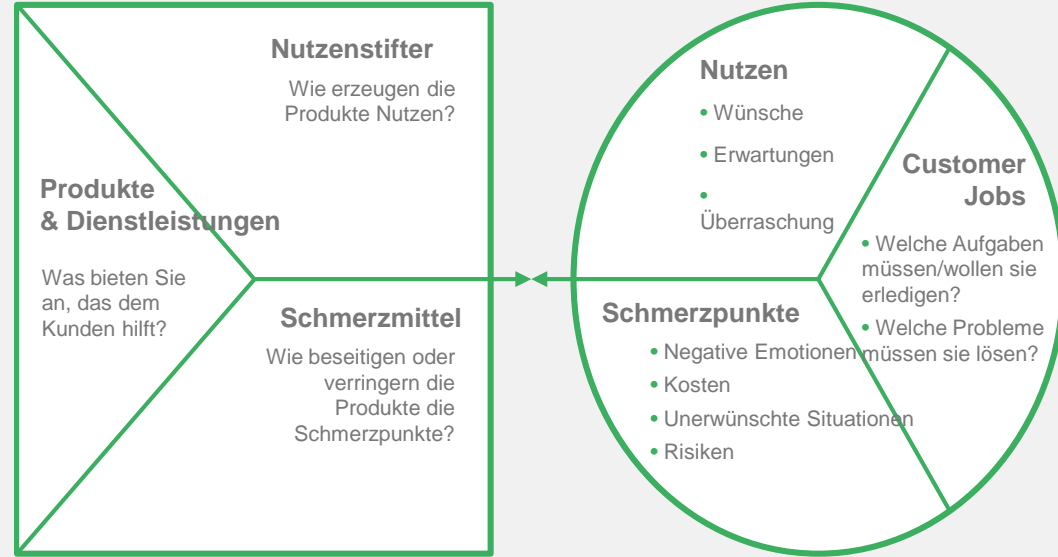 Nutzenstifter
Wie erzeugen die
Produkte Nutzen?
Produkte
& Dienstleistungen
Was bieten Sie
an, das dem
Kunden hilft?
Schmerzmittel
Wie beseitigen oder
verringern die
Produkte die
Schmerzpunkte?
Nutzen
• Wünsche
• Erwartungen
•
Überraschung
Customer
Jobs
• Welche Aufgaben
müssen/wollen sie
erledigen?
• Welche Probleme
müssen sie lösen?
Schmerzpunkte
• Negative Emotionen
• Kosten
• Unerwünschte Situationen
• Risiken